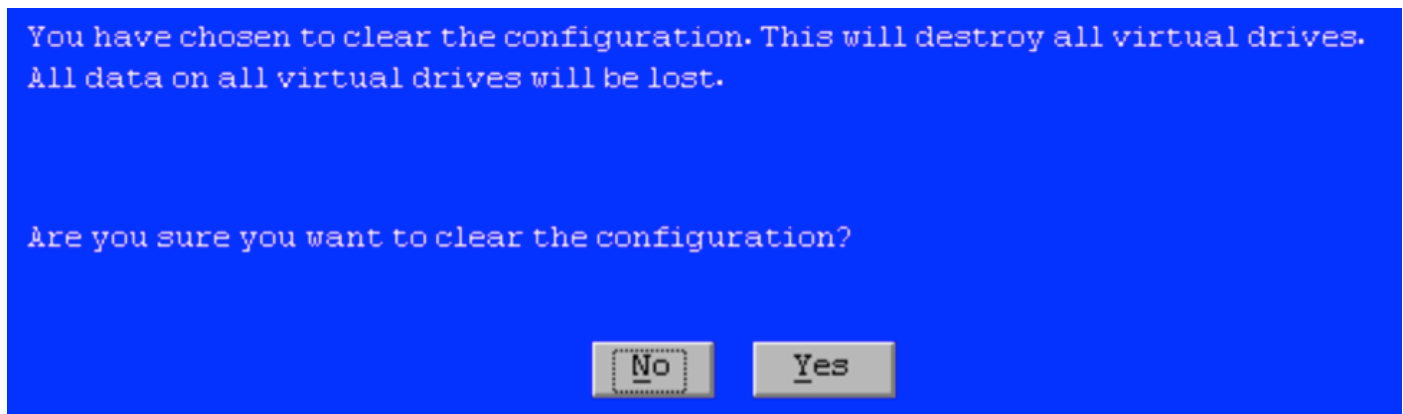 You have chosen to clear the configuration. This will destroy all virtual drives.
All data on all virtual drives will be lost.
Are you sure you want to clear the configuration?
No Yes